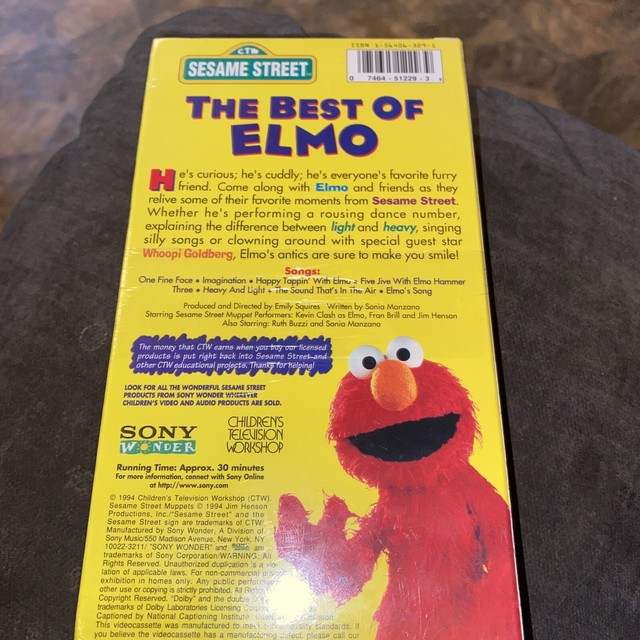 CTW
SESAME STREET
ISBN 1-56406-329-1
0 7464-51229-3 4
THE BEST OF
ELMO
He's curious; he's cuddly; he's everyone's favorite furry
friend. Come along with Elmo and friends as they
relive some of their favorite moments from Sesame Street.
Whether he's performing a rousing dance number,
explaining the difference between light and heavy, singing
silly songs or clowning around with special guest star
Whoopi Goldberg, Elmo's antics are sure to make you smile!
Songs:
One Fine Face • Imagination • Happy Tappin' With Elmo • Five Jive With Elmo Hammer
Three • Heavy And Light • The Sound That's In The Air • Elmo's Song
Produced and Directed by Emily Squires Written by Sonia Manzano
Starring Sesame Street Muppet Performers: Kevin Clash as Elmo, Fran Brill and Jim Henson
Also Starring: Ruth Buzzi and Sonia Manzano
The money that CTW earns when you buy our licensed
products is put right back into Sesame Street and
other CTW educational projects. Thanks for helping!
LOOK FOR ALL THE WONDERFUL SESAME STREET
PRODUCTS FROM SONY WONDER WHEREVER
CHILDREN'S VIDEO AND AUDIO PRODUCTS ARE SOLD.
SONY
WONDER
CHILDREN'S
TELEVISION
WORKSHOP
Running Time: Approx. 30 minutes
For more information, connect with Sony Online
at http://www.sony.com
© 1994 Children's Television Workshop (CTW).
Sesame Street Muppets © 1994 Jim Henson
Productions, Inc./"Sesame Street" and the
Sesame Street sign are trademarks of CTW/
Manufactured by Sony Wonder, A Division of
Sony Music/550 Madison Avenue, New York, NY
10022-3211/ "SONY WONDER" and are
trademarks of Sony Corporation/WARNING: All
Rights Reserved. Unauthorized duplication is a
lation of applicable laws. For non-commercial
exhibition in homes only. Any public
other use or copying is strictly prohibited. All
Copyright Reserved. "Dolby" and the double
trademarks of Dolby Laboratories Licensing
Captioned by National Captioning Institute
This videocassette was manufactured to standards. If
you believe the videocassette has a manufacturing defect, please call our